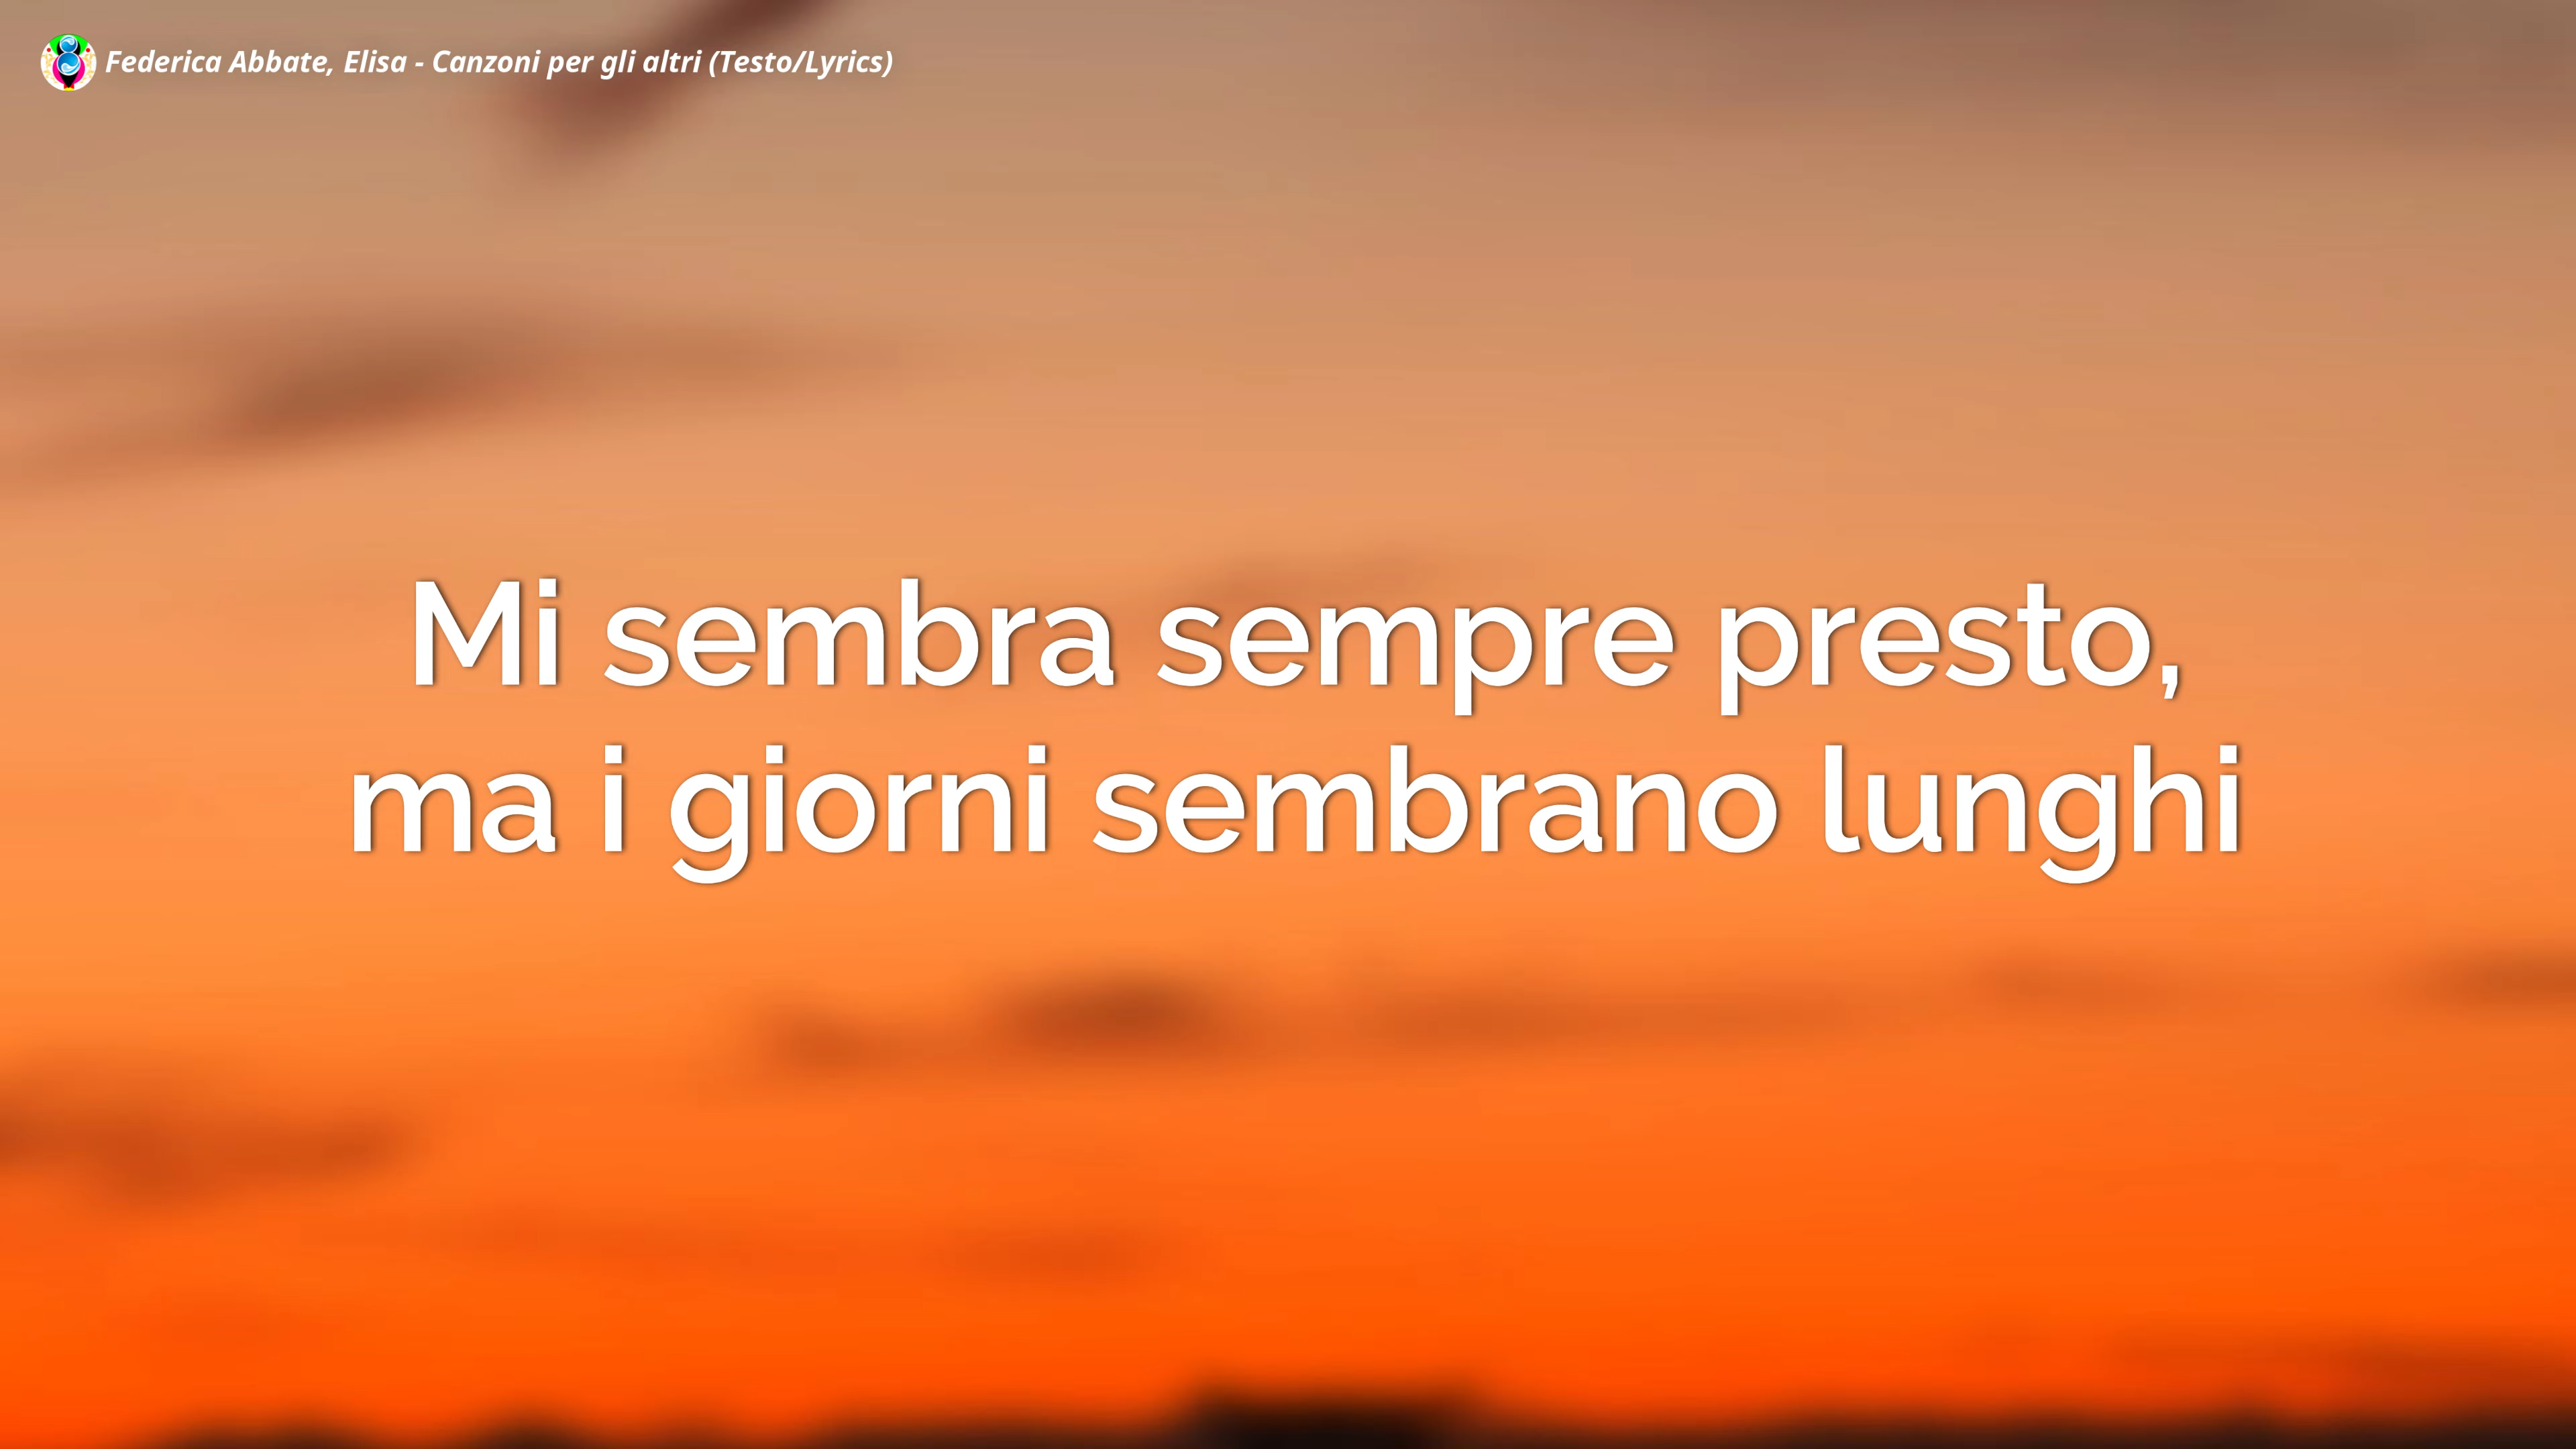 Federica Abbate, Elisa - Canzoni per gli altri (Testo/Lyrics)
Mi sembra sempre presto,
ma i giorni sembrano lunghi